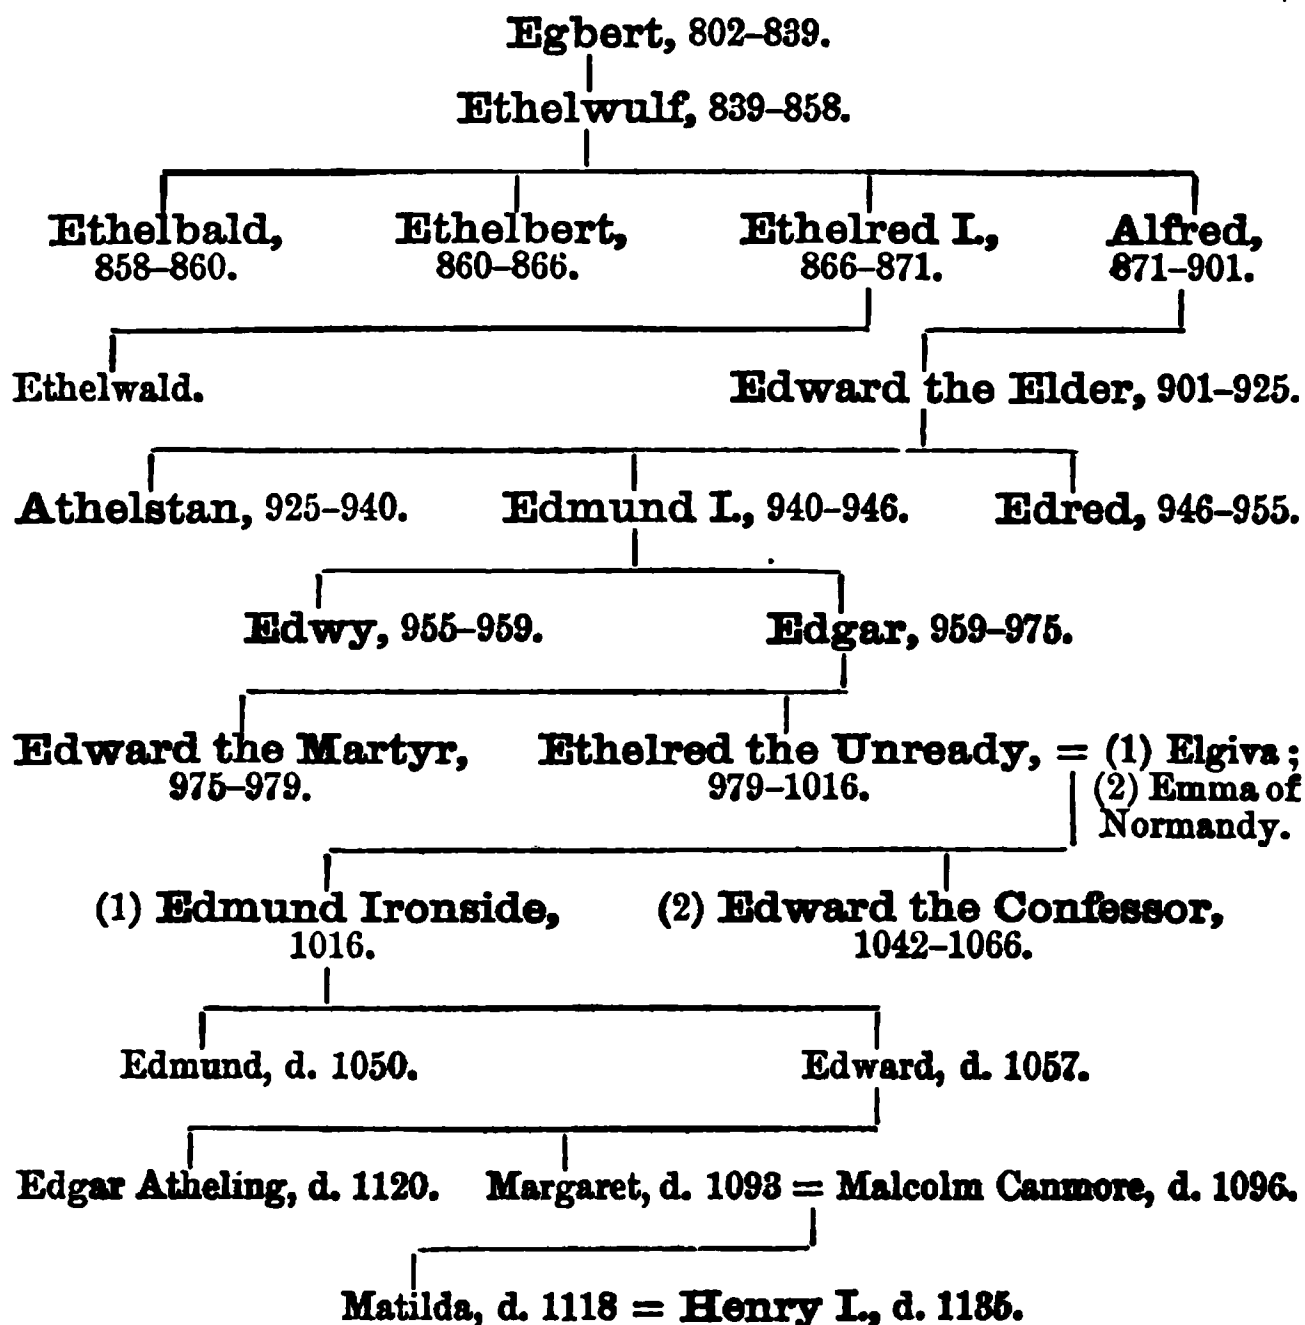 Egbert, 802–839.
Ethelwulf, 839–858.
Ethelbald, Ethelbert, Ethelred I., Alfred,
858–860. 860–866. 866–871. 871–901.
Ethelwald. Edward the Elder, 901–925.
Athelstan, 925–940. Edmund I., 940–946. Edred, 946–955.
Edwy, 955–959. Edgar, 959–975.
Edward the Martyr, Ethelred the Unready, = (1) Elgiva;
975–979. 979–1016. (2) Emma of
Normandy.
(1) Edmund Ironside, (2) Edward the Confessor,
1016. 1042–1066.
Edmund, d. 1050. Edward, d. 1057.
Edgar Atheling, d. 1120. Margaret, d. 1093 = Malcolm Canmore, d. 1096.
Matilda, d. 1118 = Henry I., d. 1135.